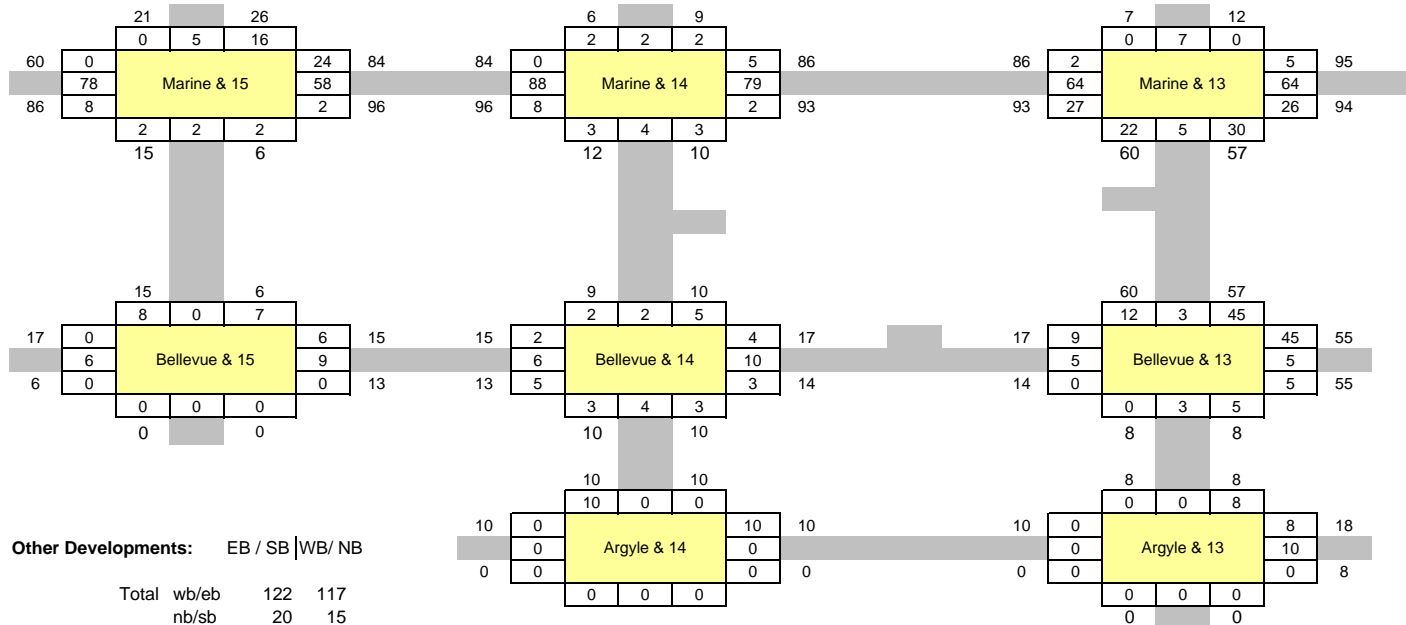 21 26 6 9 7 12
0 5 16 2 2 2 0 7 0
60 0 24 84 84 0 5 86 86 2 5 95
78 Marine & 15 58 88 Marine & 14 79 64 Marine & 13 64
86 8 2 96 96 8 2 93 93 27 26 94
2 2 2 3 4 3 22 5 30
15 6 12 10 60 57
15 6 9 10 60 57
8 0 7 2 2 5 12 3 45
17 0 6 15 15 2 4 17 17 9 45 55
6 Bellevue & 15 9 6 Bellevue & 14 10 5 Bellevue & 13 5
6 0 0 13 13 5 3 14 14 0 5 55
0 0 0 3 4 3 0 3 5
0 0 10 10 8 8
10 10 8 8
10 0 0 0 0 8
10 0 10 10 10 0 8 18
Other Developments: EB / SB WB/ NB 0 Argyle & 14 0 0 Argyle & 13 10
0 0 0 0 0 0 0 8
Total wb/eb 122 117 0 0 0 0 0 0
nb/sb 20 15 0 0